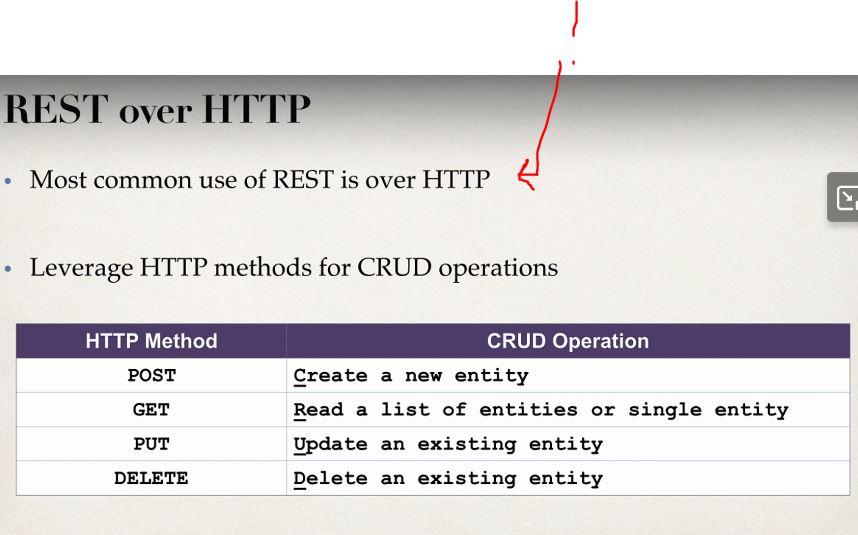 REST over HTTP
• Most common use of REST is over HTTP
• Leverage HTTP methods for CRUD operations
HTTP Method CRUD Operation
POST Create a new entity
GET Read a list of entities or single entity
PUT Update an existing entity
DELETE Delete an existing entity